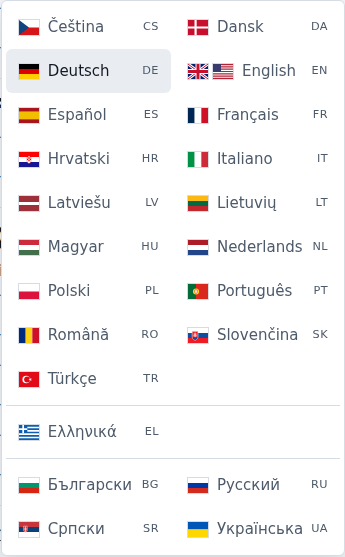 Čeština CS Dansk DA
Deutsch DE English EN
Español ES Français FR
Hrvatski HR Italiano IT
Latviešu LV Lietuvių LT
Magyar HU Nederlands NL
Polski PL Português PT
Română RO Slovenčina SK
Türkçe TR
Ελληνικά EL
Български BG Русский RU
Српски SR Українська UA